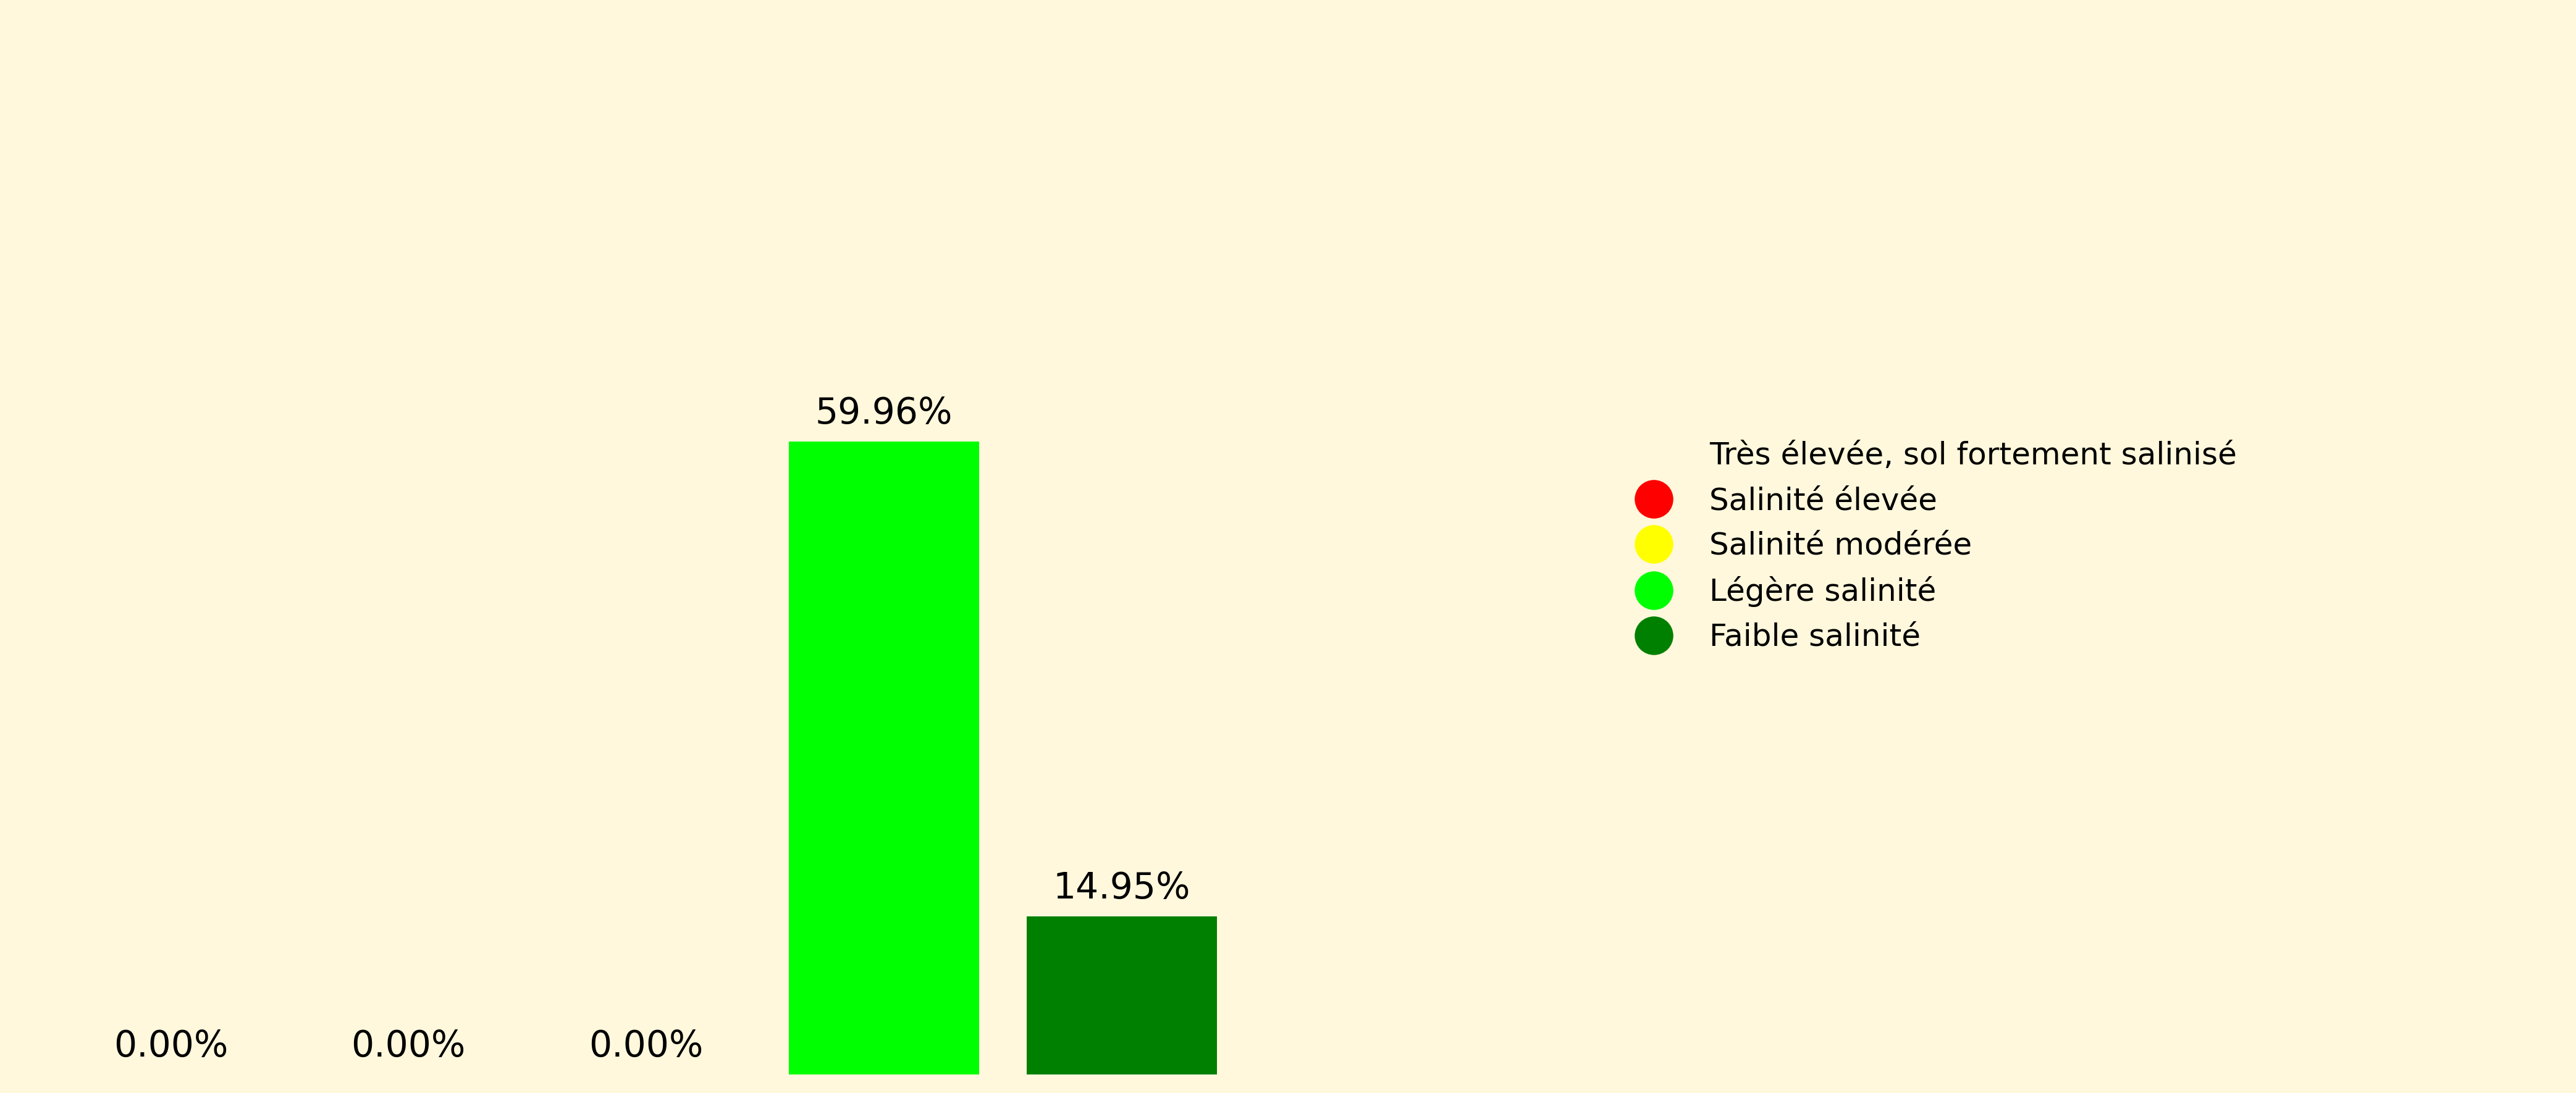 59.96%
14.95%
0.00%
0.00%
0.00%
Très élevée, sol fortement salinisé
Salinité élevée
Salinité modérée
Légère salinité
Faible salinité